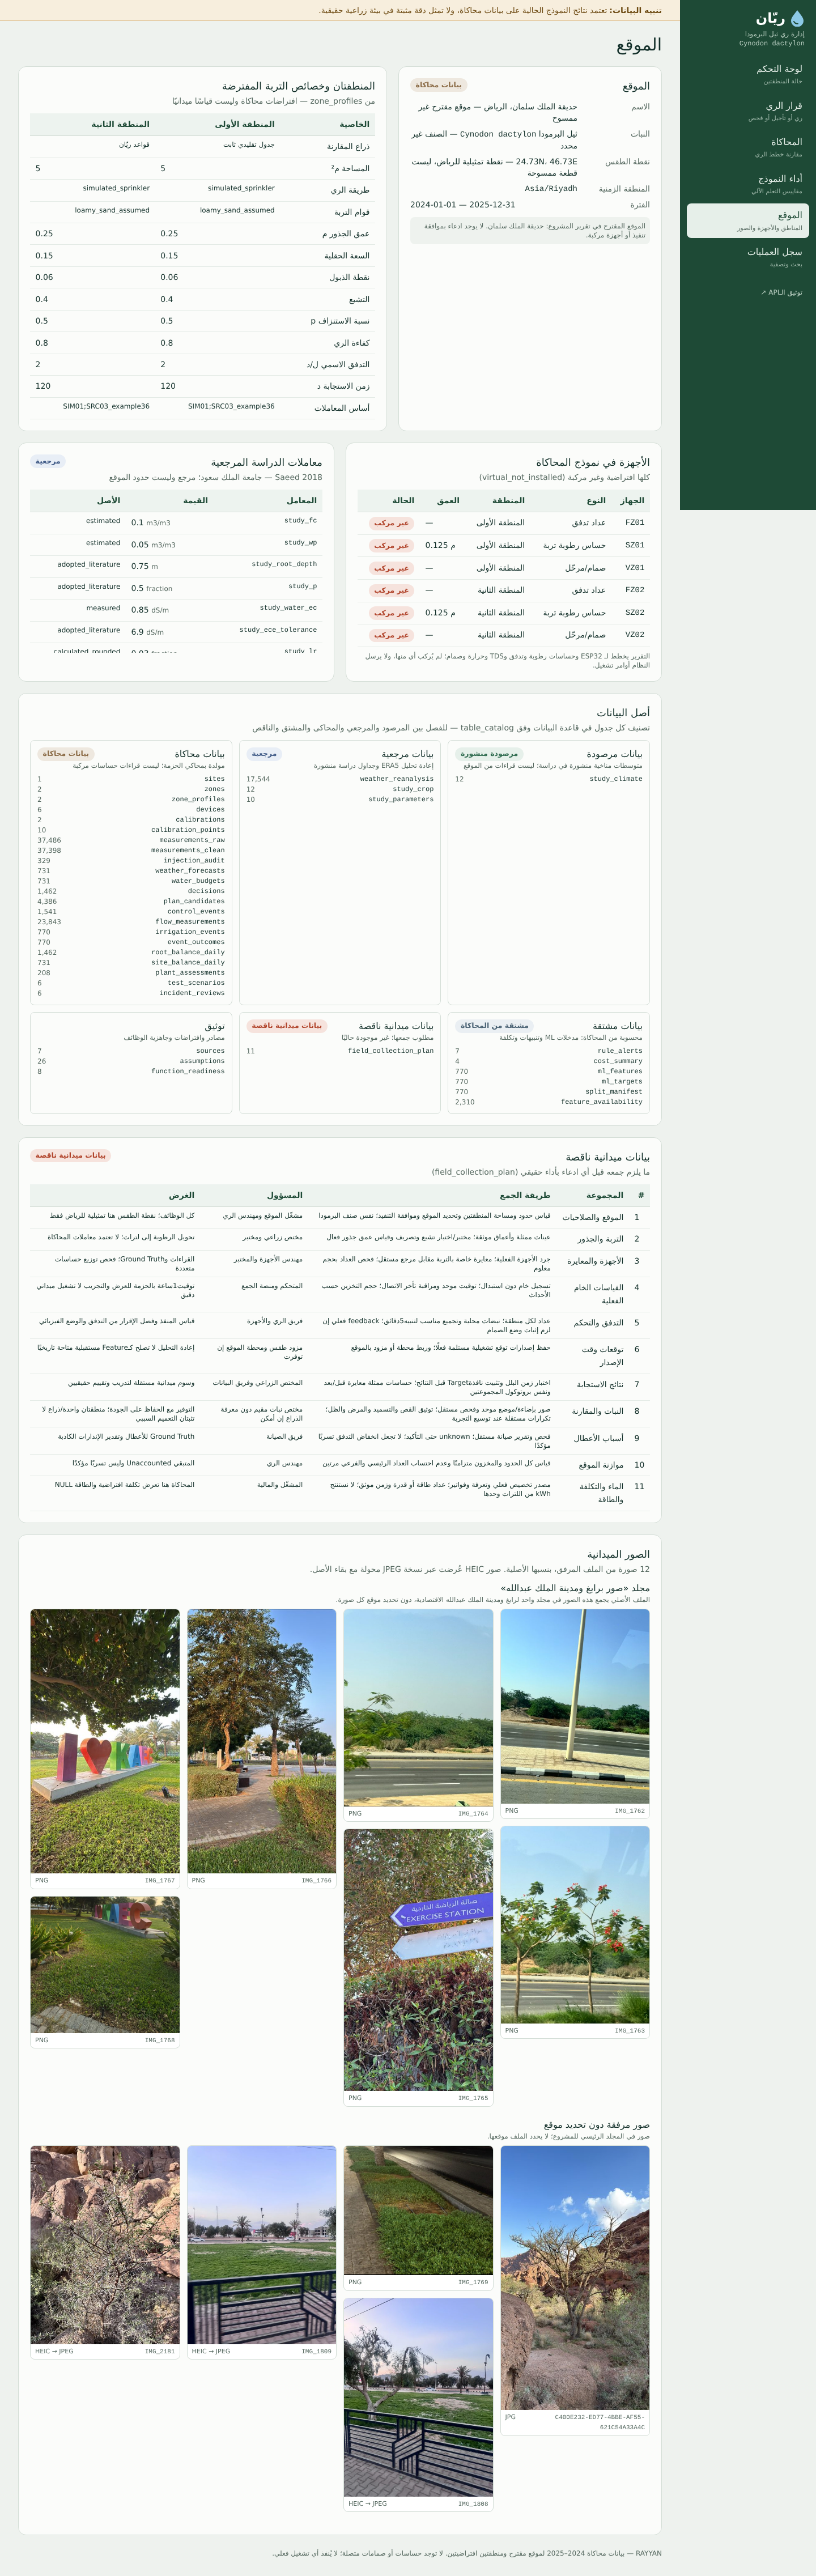 تنبيه البيانات: تعتمد نتائج النموذج الحالية على بيانات محاكاة، ولا تمثل دقة مثبتة في بيئة زراعية حقيقية.
ريّان
إدارة ري ثيل البرمودا
Cynodon dactylon
لوحة التحكم
حالة المنطقتين
قرار الري
ري أو تأجيل أو فحص
المحاكاة
مقارنة خطط الري
أداء النموذج
مقاييس التعلم الآلي
الموقع
المناطق والأجهزة والصور
سجل العمليات
بحث وتصفية
توثيق الـAPI ↗
الموقع
الموقع
بيانات محاكاة
الاسم حديقة الملك سلمان، الرياض — موقع مقترح غير
ممسوح
النبات ثيل البرمودا Cynodon dactylon — الصنف غير
محدد
نقطة الطقس 24.73N، 46.73E — نقطة تمثيلية للرياض، ليست
قطعة ممسوحة
المنطقة الزمنية Asia/Riyadh
الفترة 2024-01-01 — 2025-12-31
الموقع المقترح في تقرير المشروع: حديقة الملك سلمان. لا يوجد ادعاء بموافقة
تنفيذ أو أجهزة مركبة.
المنطقتان وخصائص التربة المفترضة
من zone_profiles — افتراضات محاكاة وليست قياسًا ميدانيًا
الخاصية المنطقة الأولى المنطقة الثانية
ذراع المقارنة جدول تقليدي ثابت قواعد ريّان
المساحة م² 5 5
طريقة الري simulated_sprinkler simulated_sprinkler
قوام التربة loamy_sand_assumed loamy_sand_assumed
عمق الجذور م 0.25 0.25
السعة الحقلية 0.15 0.15
نقطة الذبول 0.06 0.06
التشبع 0.4 0.4
نسبة الاستنزاف p 0.5 0.5
كفاءة الري 0.8 0.8
التدفق الاسمي ل/د 2 2
زمن الاستجابة د 120 120
أساس المعاملات SIM01;SRC03_example36 SIM01;SRC03_example36
الأجهزة في نموذج المحاكاة
كلها افتراضية وغير مركبة (virtual_not_installed)
الجهاز النوع المنطقة العمق الحالة
FZ01 عداد تدفق المنطقة الأولى — غير مركب
SZ01 حساس رطوبة تربة المنطقة الأولى 0.125 م غير مركب
VZ01 صمام/مرحّل المنطقة الأولى — غير مركب
FZ02 عداد تدفق المنطقة الثانية — غير مركب
SZ02 حساس رطوبة تربة المنطقة الثانية 0.125 م غير مركب
VZ02 صمام/مرحّل المنطقة الثانية — غير مركب
التقرير يخطط لـ ESP32 وحساسات رطوبة وتدفق وTDS وحرارة وصمام؛ لم يُركب أي منها، ولا يرسل
النظام أوامر تشغيل.
معاملات الدراسة المرجعية
مرجعية
Saeed 2018 — جامعة الملك سعود؛ مرجع وليست حدود الموقع
المعامل القيمة الأصل
study_fc 0.1 m3/m3 estimated
study_wp 0.05 m3/m3 estimated
study_root_depth 0.75 m adopted_literature
study_p 0.5 fraction adopted_literature
study_water_ec 0.85 dS/m measured
study_ece_tolerance 6.9 dS/m adopted_literature
أصل البيانات
تصنيف كل جدول في قاعدة البيانات وفق table_catalog — للفصل بين المرصود والمرجعي والمحاكى والمشتق والناقص
بيانات مرصودة
مرصودة منشورة
متوسطات مناخية منشورة في دراسة؛ ليست قراءات من الموقع
study_climate 12
بيانات مرجعية
مرجعية
إعادة تحليل ERA5 وجداول دراسة منشورة
weather_reanalysis 17,544
study_crop 12
study_parameters 10
بيانات محاكاة
بيانات محاكاة
مولدة بمحاكي الحزمة؛ ليست قراءات حساسات مركبة
sites 1
zones 2
zone_profiles 2
devices 6
calibrations 2
calibration_points 10
measurements_raw 37,486
measurements_clean 37,398
injection_audit 329
weather_forecasts 731
water_budgets 731
decisions 1,462
plan_candidates 4,386
control_events 1,541
flow_measurements 23,843
irrigation_events 770
event_outcomes 770
root_balance_daily 1,462
site_balance_daily 731
plant_assessments 208
test_scenarios 6
incident_reviews 6
بيانات مشتقة
مشتقة من المحاكاة
محسوبة من المحاكاة: مدخلات ML وتنبيهات وتكلفة
rule_alerts 7
cost_summary 4
ml_features 770
ml_targets 770
split_manifest 770
feature_availability 2,310
بيانات ميدانية ناقصة
بيانات ميدانية ناقصة
مطلوب جمعها؛ غير موجودة حاليًا
field_collection_plan 11
توثيق
مصادر وافتراضات وجاهزية الوظائف
sources 7
assumptions 26
function_readiness 8
بيانات ميدانية ناقصة
بيانات ميدانية ناقصة
ما يلزم جمعه قبل أي ادعاء بأداء حقيقي (field_collection_plan)
# المجموعة طريقة الجمع المسؤول الغرض
1 الموقع والصلاحيات قياس حدود ومساحة المنطقتين وتحديد الموقع وموافقة التنفيذ؛ نفس صنف البرمودا مشغّل الموقع ومهندس الري كل الوظائف؛ نقطة الطقس هنا تمثيلية للرياض فقط
2 التربة والجذور عينات ممثلة وأعماق موثقة؛ مختبر/اختبار تشبع وتصريف وقياس عمق جذور فعال مختص زراعي ومختبر تحويل الرطوبة إلى لترات؛ لا تعتمد معاملات المحاكاة
3 الأجهزة والمعايرة جرد الأجهزة الفعلية؛ معايرة خاصة بالتربة مقابل مرجع مستقل؛ فحص العداد بحجم
معلوم مهندس الأجهزة والمختبر القراءات وGround Truth؛ فحص توزيع حساسات
متعددة
4 القياسات الخام
الفعلية تسجيل خام دون استبدال؛ توقيت موحد ومراقبة تأخر الاتصال؛ حجم التخزين حسب
الأحداث المتحكم ومنصة الجمع توقيت1ساعة بالحزمة للعرض والتجريب لا تشغيل ميداني
دقيق
5 التدفق والتحكم عداد لكل منطقة؛ نبضات محلية وتجميع مناسب لتنبيه5دقائق؛ feedback فعلي إن
لزم إثبات وضع الصمام فريق الري والأجهزة قياس المنفذ وفصل الإقرار من التدفق والوضع الفيزيائي
6 توقعات وقت
الإصدار حفظ إصدارات توقع تشغيلية مستلمة فعلًا؛ وربط محطة أو مزود بالموقع مزود طقس ومحطة الموقع إن
توفرت إعادة التحليل لا تصلح كـFeature مستقبلية متاحة تاريخيًا
7 نتائج الاستجابة اختبار زمن البلل وتثبيت نافذةTarget قبل النتائج؛ حساسات ممثلة معايرة قبل/بعد
ونفس بروتوكول المجموعتين المختص الزراعي وفريق البيانات وسوم ميدانية مستقلة لتدريب وتقييم حقيقيين
8 النبات والمقارنة صور بإضاءة/موضع موحد وفحص مستقل؛ توثيق القص والتسميد والمرض والظل؛
تكرارات مستقلة عند توسيع التجربة مختص نبات مقيم دون معرفة
الذراع إن أمكن التوفير مع الحفاظ على الجودة؛ منطقتان واحدة/ذراع لا
تثبتان التعميم السببي
9 أسباب الأعطال فحص وتقرير صيانة مستقل؛ unknown حتى التأكيد؛ لا تجعل انخفاض التدفق تسربًا
مؤكدًا فريق الصيانة Ground Truth للأعطال وتقدير الإنذارات الكاذبة
10 موازنة الموقع قياس كل الحدود والمخزون متزامنًا وعدم احتساب العداد الرئيسي والفرعي مرتين مهندس الري المتبقي Unaccounted وليس تسربًا مؤكدًا
11 الماء والتكلفة
والطاقة مصدر تخصيص فعلي وتعرفة وفواتير؛ عداد طاقة أو قدرة وزمن موثق؛ لا تستنتج
kWh من اللترات وحدها المشغّل والمالية المحاكاة هنا تعرض تكلفة افتراضية والطاقة NULL
الصور الميدانية
12 صورة من الملف المرفق، بنسبها الأصلية. صور HEIC عُرضت عبر نسخة JPEG محولة مع بقاء الأصل.
مجلد «صور برابغ ومدينة الملك عبدالله»
الملف الأصلي يجمع هذه الصور في مجلد واحد لرابغ ومدينة الملك عبدالله الاقتصادية، دون تحديد موقع كل صورة.
IMG_1762 PNG
IMG_1763 PNG
IMG_1764 PNG
صالة الرياضة الخارجية
EXERCISE STATION
IMG_1765 PNG
IMG_1766 PNG
IMG_1767 PNG
IMG_1768 PNG
صور مرفقة دون تحديد موقع
صور في المجلد الرئيسي للمشروع؛ لا يحدد الملف موقعها.
C400E232-ED77-4BBE-AF55-
621C54A33A4C JPG
IMG_1769 PNG
IMG_1808 HEIC → JPEG
IMG_1809 HEIC → JPEG
IMG_2181 HEIC → JPEG
RAYYAN — بيانات محاكاة 2024–2025 لموقع مقترح ومنطقتين افتراضيتين. لا توجد حساسات أو صمامات متصلة؛ لا يُنفذ أي تشغيل فعلي.